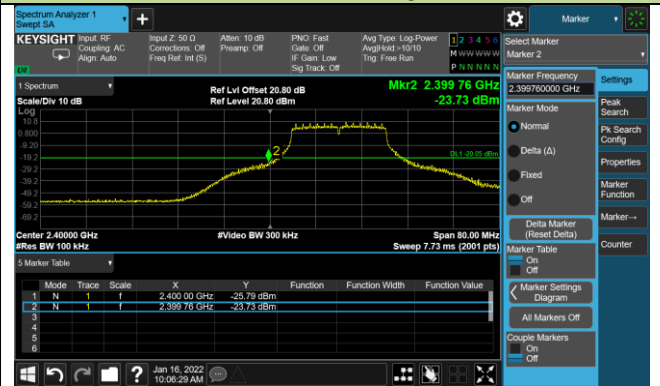 Spectrum Analyzer 1
Swept SA
+
Marker
KEYSIGHT
Input: RF
Coupling: AC
Align: Auto
Input Z: 50 Ω
Corrections: Off
Freq Ref: Int (S)
Atten: 10 dB
Preamp: Off
PNO: Fast
Gate: Off
IF Gain: Low
Sig Track: Off
Avg Type: Log-Power
Avg|Hold:>10/10
Trig: Free Run
1 2 3 4 5 6
M W W W W W
P N N N N N
LXI
Select Marker
Marker 2
1 Spectrum
Scale/Div 10 dB
Log
Ref Lvl Offset 20.80 dB
Ref Level 20.80 dBm
Mkr2 2.399 76 GHz
-23.73 dBm
10.8
0.800
-9.20
-19.2
-29.2
-39.2
-49.2
-59.2
-69.2
2
DL1 -20.05 dBm
Center 2.40000 GHz
#Res BW 100 kHz
#Video BW 300 kHz
Span 80.00 MHz
Sweep 7.73 ms (2001 pts)
5 Marker Table
Mode Trace Scale X Y Function Function Width Function Value
1 N 1 f 2.400 00 GHz -25.79 dBm
2 N 1 f 2.399 76 GHz -23.73 dBm
3
4
5
6
Marker Frequency
2.399760000 GHz
Marker Mode
Normal
Delta (Δ)
Fixed
Off
Delta Marker
(Reset Delta)
Marker Table
On
Off
Marker Settings
Diagram
All Markers Off
Couple Markers
On
Off
Settings
Peak
Search
Pk Search
Config
Properties
Marker
Function
Marker→
Counter
?
Jan 16, 2022
10:06:29 AM